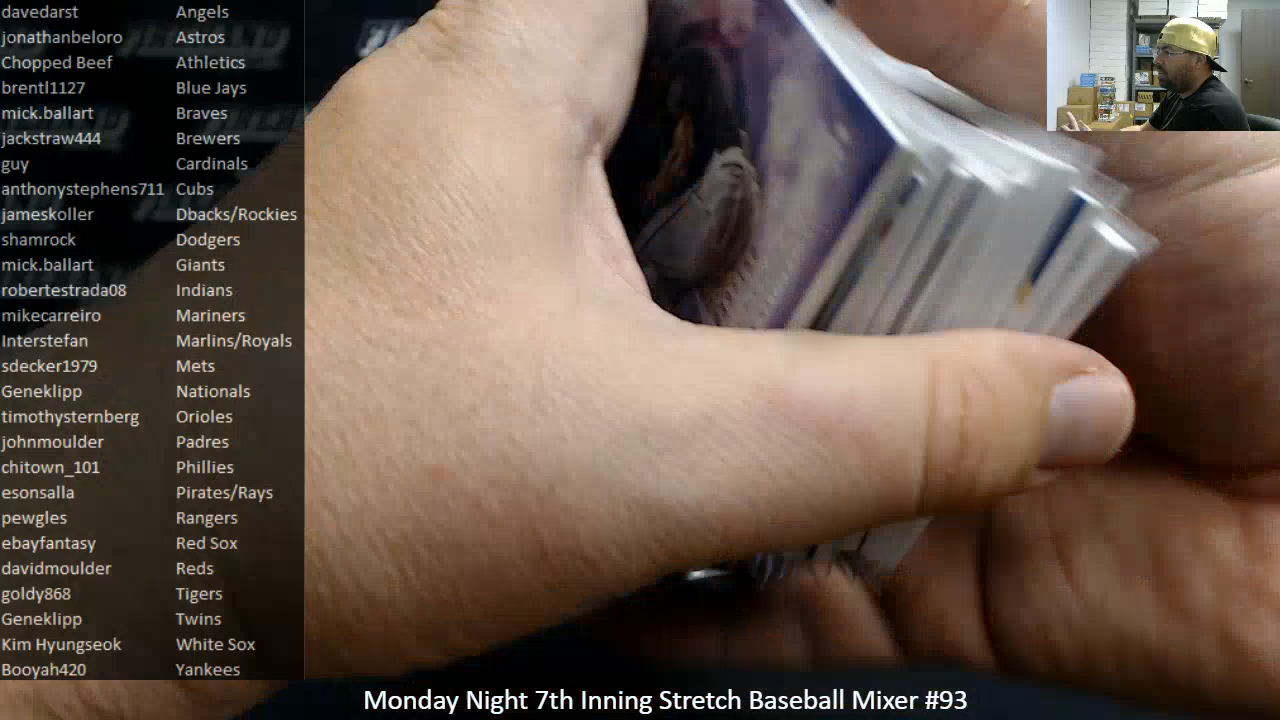 davedarst Angels
jonathanbeloro Astros
Chopped Beef Athletics
brentl1127 Blue Jays
mick.ballart Braves
jackstraw444 Brewers
guy Cardinals
anthonystephens711 Cubs
jameskoller Dbacks/Rockies
shamrock Dodgers
mick.ballart Giants
robertestrada08 Indians
mikecarreiro Mariners
Interstefan Marlins/Royals
sdecker1979 Mets
Geneklipp Nationals
timothysternberg Orioles
johnmoulder Padres
chitown_101 Phillies
esonsalla Pirates/Rays
pewgles Rangers
ebayfantasy Red Sox
davidmoulder Reds
goldy868 Tigers
Geneklipp Twins
Kim Hyungseok White Sox
Booyah420 Yankees
Monday Night 7th Inning Stretch Baseball Mixer #93